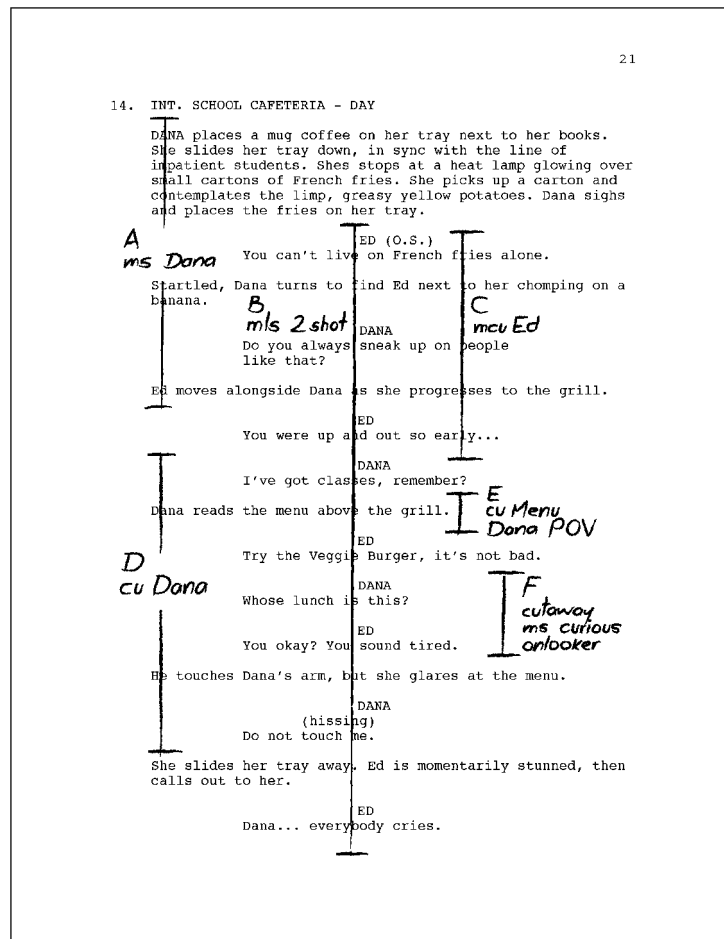 21
14. INT. SCHOOL CAFETERIA - DAY
DANA places a mug coffee on her tray next to her books.
She slides her tray down, in sync with the line of
inpatient students. Shes stops at a heat lamp glowing over
small cartons of French fries. She picks up a carton and
contemplates the limp, greasy yellow potatoes. Dana sighs
and places the fries on her tray.
A
ms Dana
ED (O.S.)
You can't live on French fries alone.
Startled, Dana turns to find Ed next to her chomping on a
banana.
B
mls 2 shot
C
mcu Ed
DANA
Do you always sneak up on people
like that?
Ed moves alongside Dana as she progresses to the grill.
ED
You were up and out so early...
DANA
I've got classes, remember?
Dana reads the menu above the grill.
E
cu Menu
Dana POV
ED
Try the Veggie Burger, it's not bad.
D
cu Dana
DANA
Whose lunch is this?
F
cutaway
ms curious
onlooker
ED
You okay? You sound tired.
He touches Dana's arm, but she glares at the menu.
DANA
(hissing)
Do not touch me.
She slides her tray away. Ed is momentarily stunned, then
calls out to her.
ED
Dana... everybody cries.